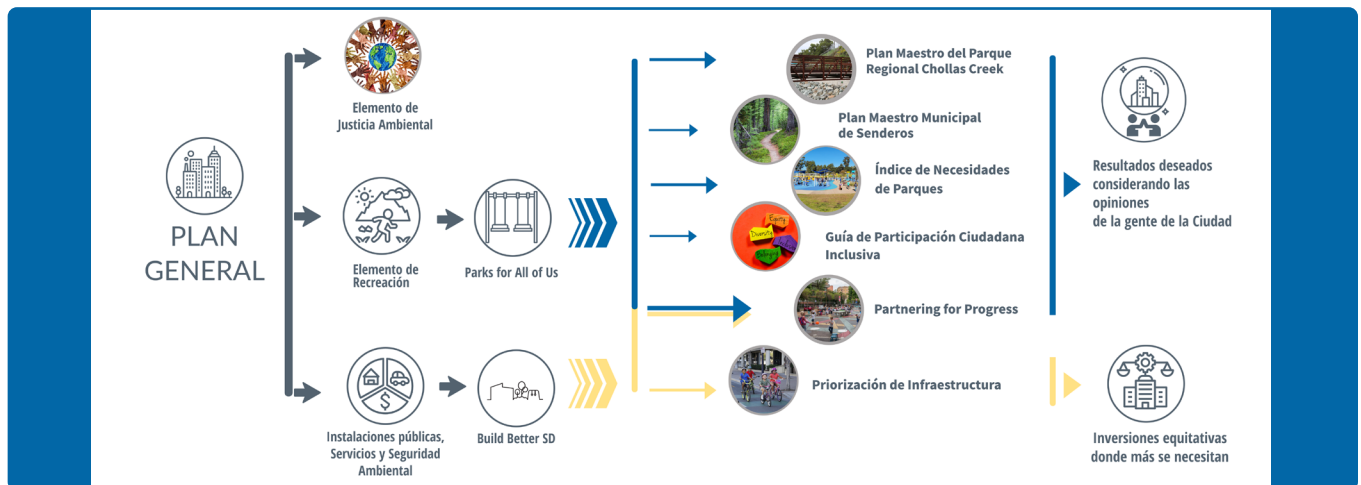 PLAN
GENERAL
Elemento de
Justicia Ambiental
Elemento de
Recreación
Parks for All of Us
Instalaciones públicas,
Servicios y Seguridad
Ambiental
$
Build Better SD
Plan Maestro del Parque
Regional Chollas Creek
Plan Maestro Municipal
de Senderos
Índice de Necesidades
de Parques
Equity
Diversity
Belonging
Guía de Participación Ciudadana
Inclusiva
Partnering for Progress
Priorización de Infraestructura
Resultados deseados
considerando las
opiniones
de la gente de la Ciudad
Inversiones equitativas
donde más se necesitan